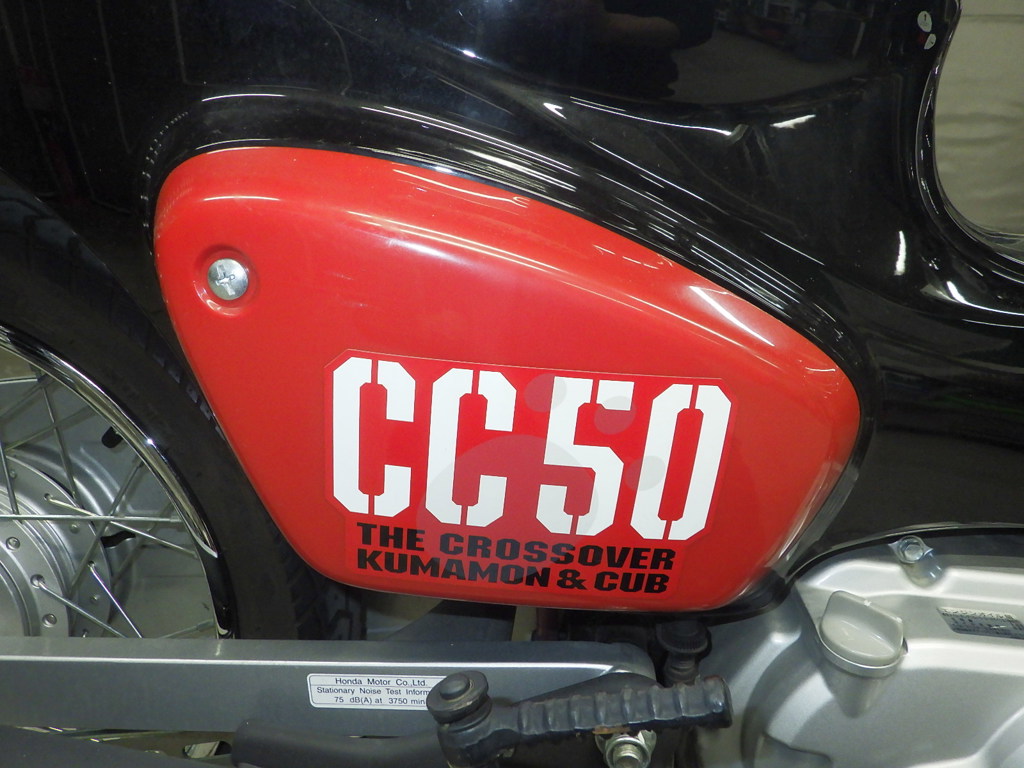 CC50
THE CROSSOVER
KUMAMON & CUB
Honda Motor Co.,Ltd.
Stationary Noise Test Inform
75 dB(A) at 3750 min